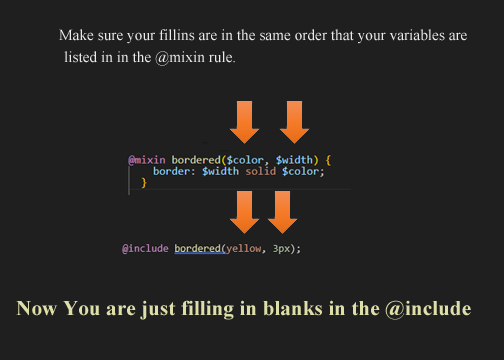 Make sure your fillins are in the same order that your variables are
listed in in the @mixin rule.
@mixin bordered($color, $width) {
border: $width solid $color;
}
@include bordered(yellow, 3px);
Now You are just filling in blanks in the @include